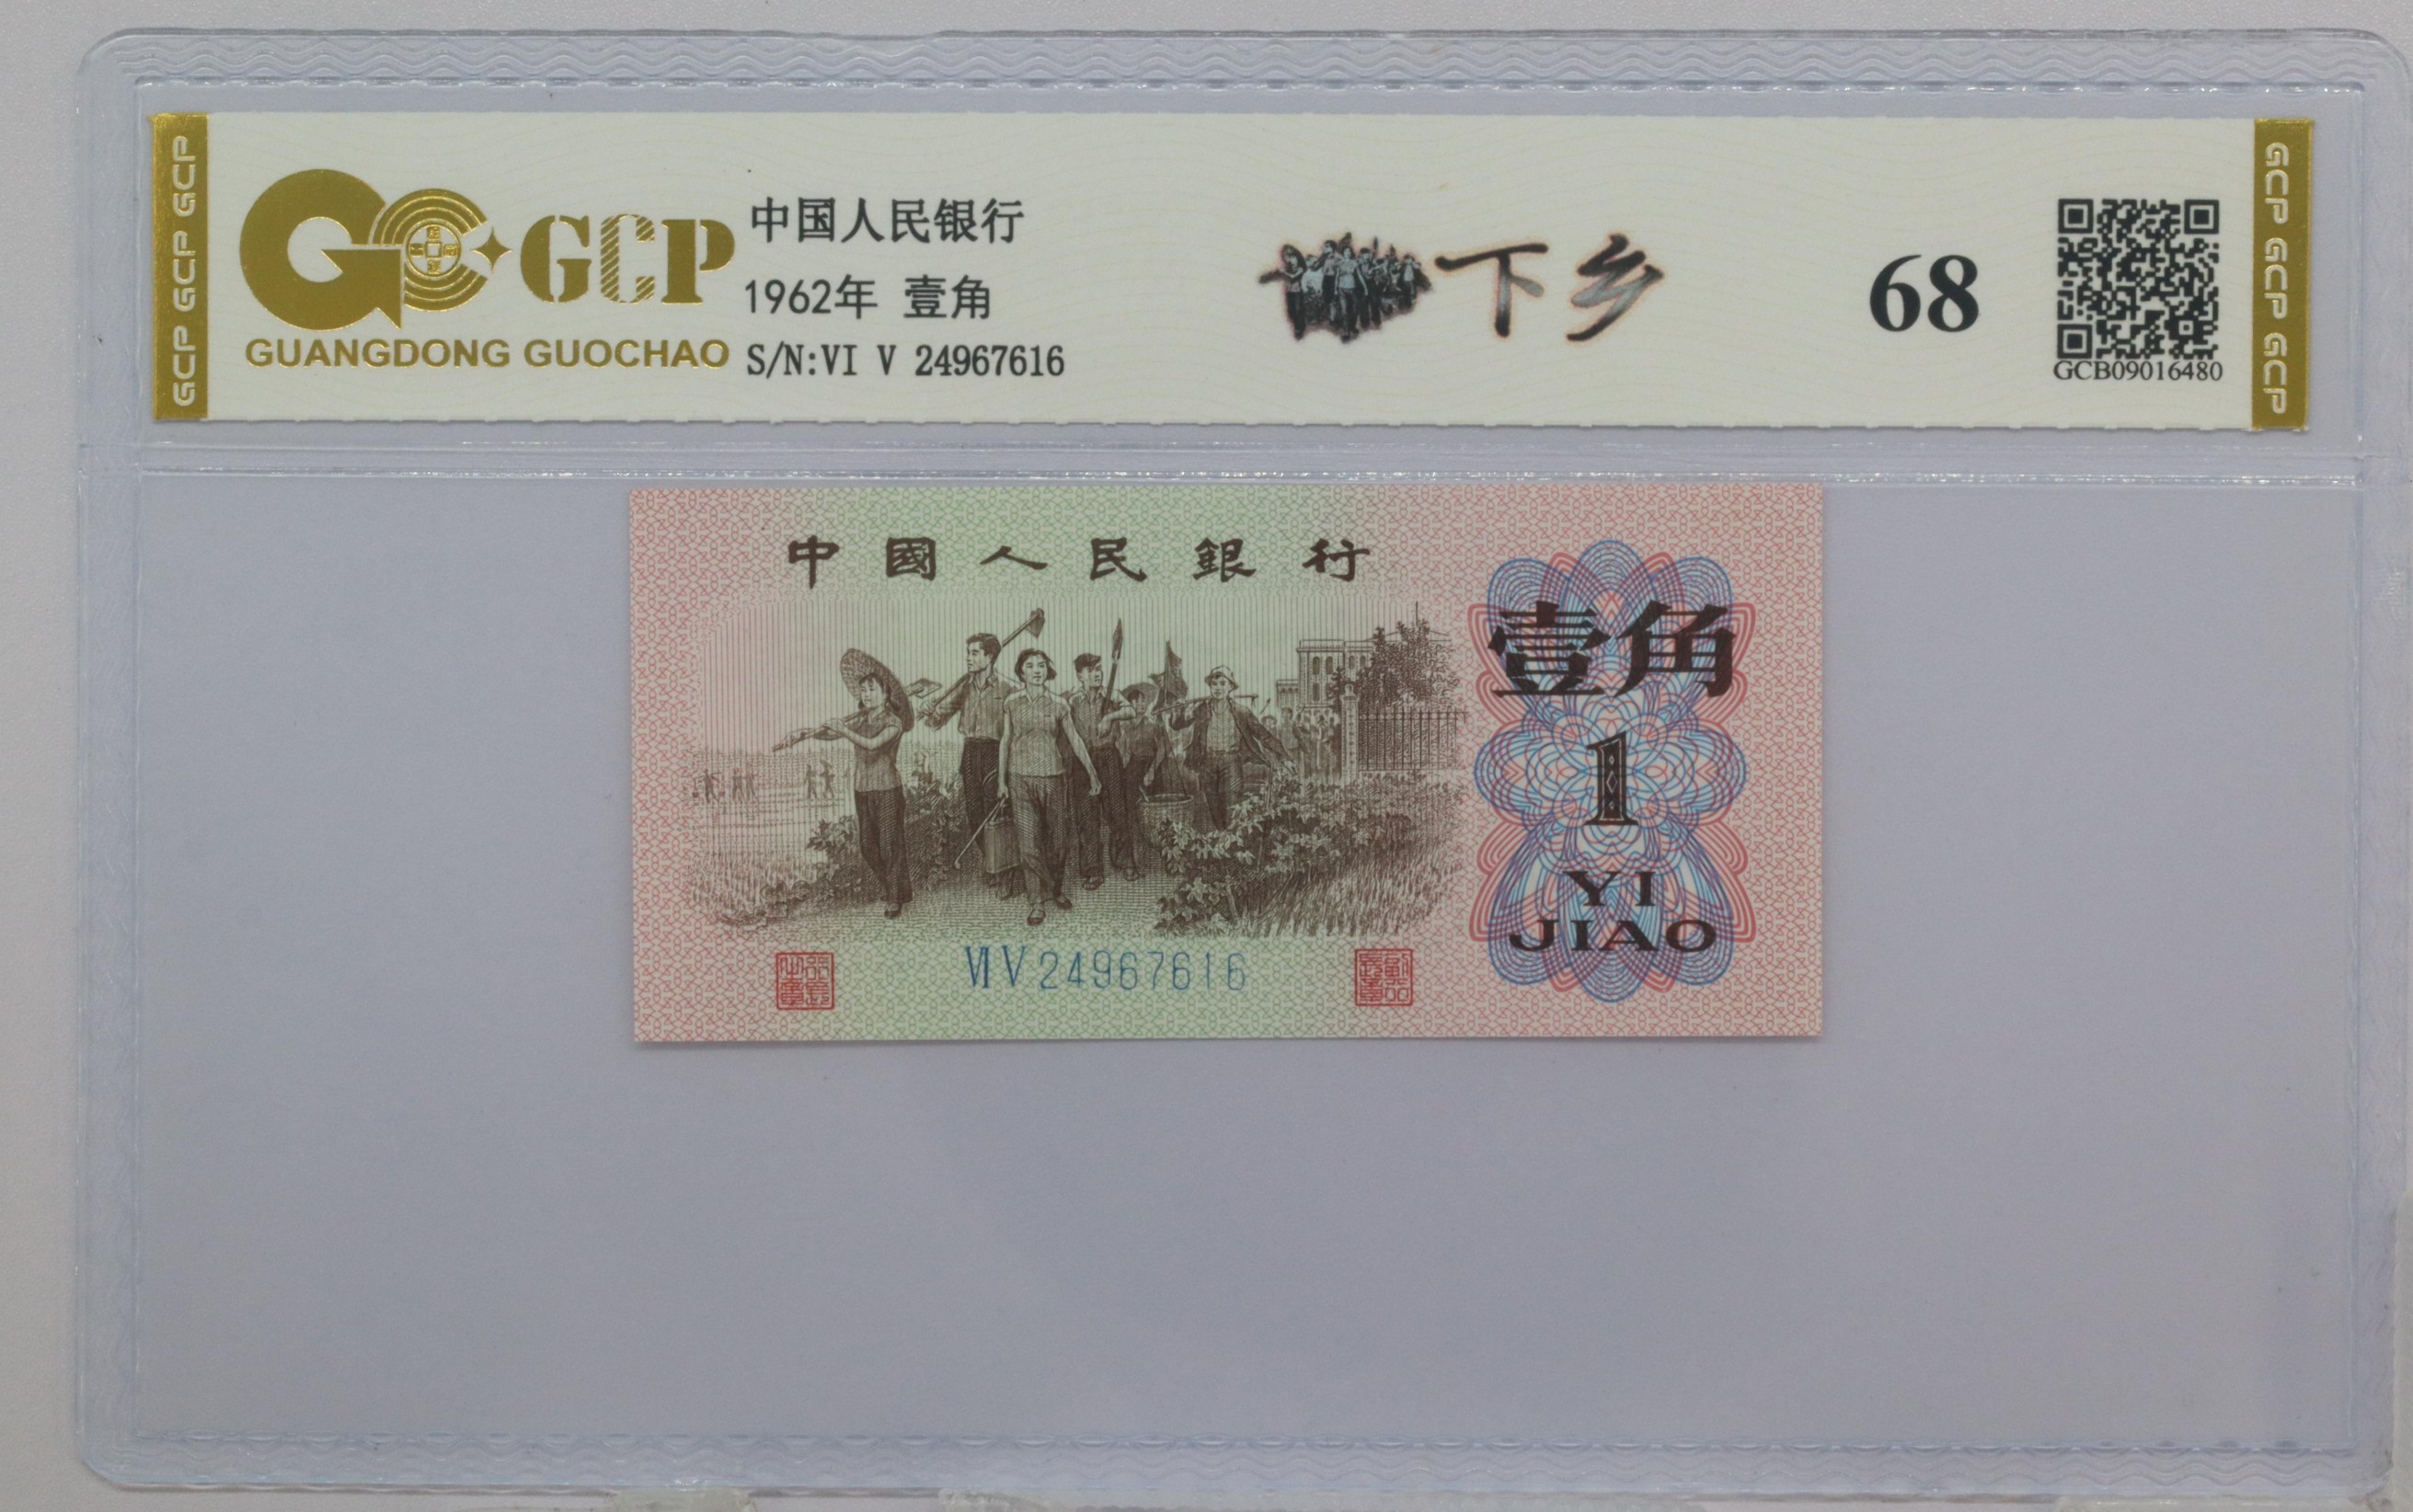 GCP GCP GCP
GCP
GUANGDONG GUOCHAO
中国人民银行
1962年 壹角
S/N:VI V 24967616
下乡
68
GCB09016480
GCP GCP GCP
中國人民銀行
壹角
1
YI
JIAO
VI V 24967616